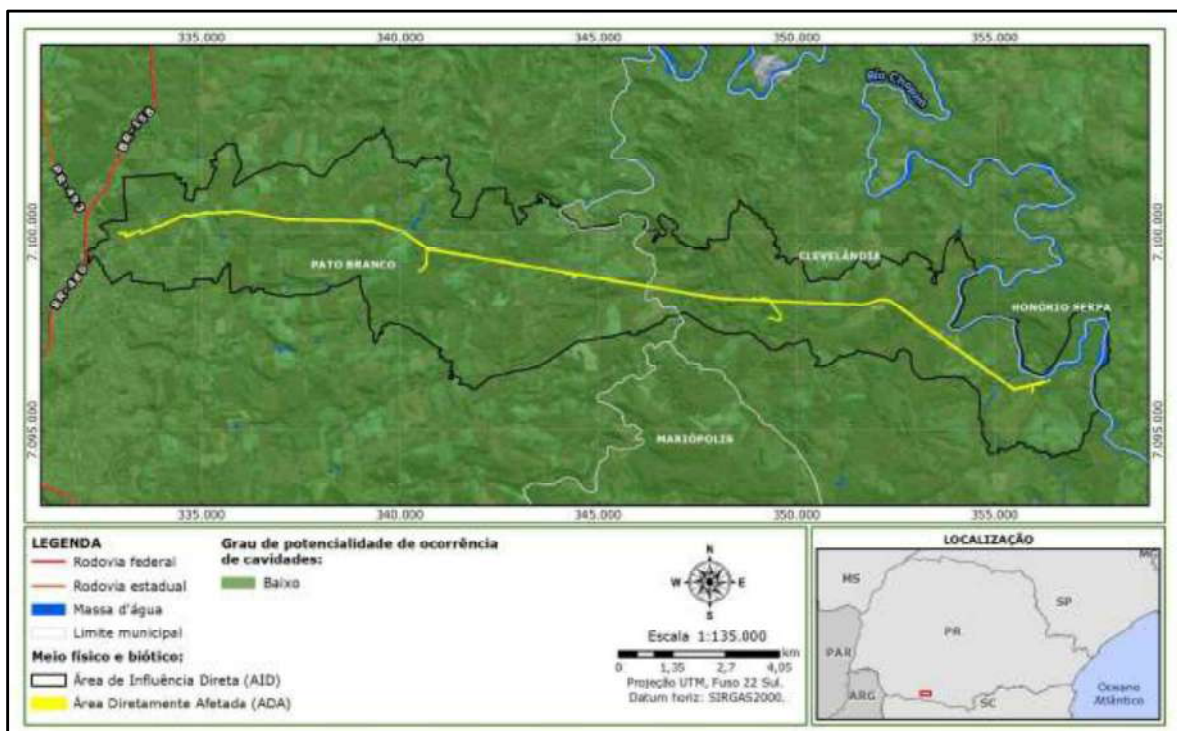 335.000 340.000 345.000 350.000 355.000
Rio Chopim
BR-158
PR-493
7.100.000
7.100.000
CLEVELÂNDIA
PATO BRANCO
HONÓRIO SERPA
7.095.000
MARIÓPOLIS
7.095.000
335.000 340.000 345.000 350.000 355.000
LEGENDA
Rodovia federal
Rodovia estadual
Massa d'água
Limite municipal
Meio físico e biótico:
Área de Influência Direta (AID)
Área Diretamente Afetada (ADA)
Grau de potencialidade de ocorrência
de cavidades:
Baixo
N
W E
S
Escala 1:135.000
km
0 1,35 2,7 4,05
Projeção UTM, Fuso 22 Sul.
Datum horiz: SIRGAS2000.
LOCALIZAÇÃO
MS
MG
SP
PR
PAR
ARG
SC
Oceano
Atlântico